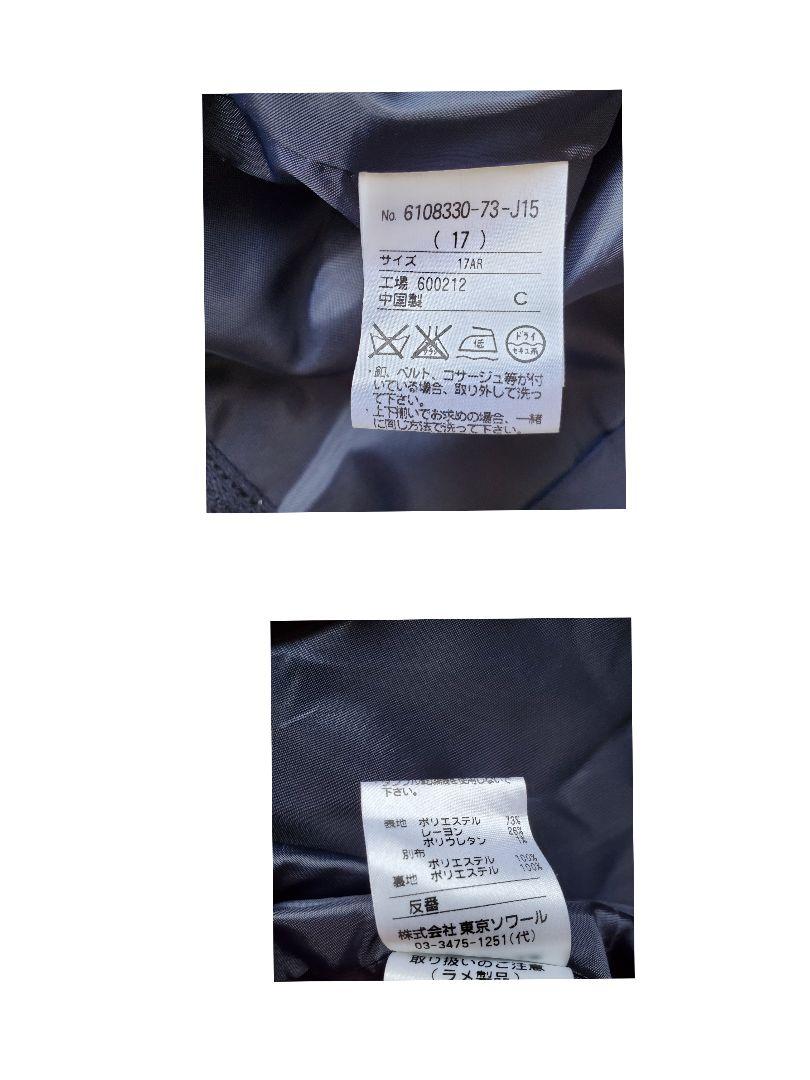 No. 6108330-73-J15
( 17 )
サイズ 17AR
工場 600212
中国製 C
低 ドライ セキユ系
・釦、ベルト、コサージュ等が付
いている場合、取り外して洗っ
て下さい。
・上下揃いでお求めの場合、一緒
に同じ方法で洗って下さい。
下さい。
表地 ポリエステル 73%
レーヨン 26%
ポリウレタン 1%
別布
ポリエステル 100%
裏地 ポリエステル 100%
反番
株式会社 東京ソワール
03-3475-1251(代)
取り扱いのご注意
(ラメ製品)